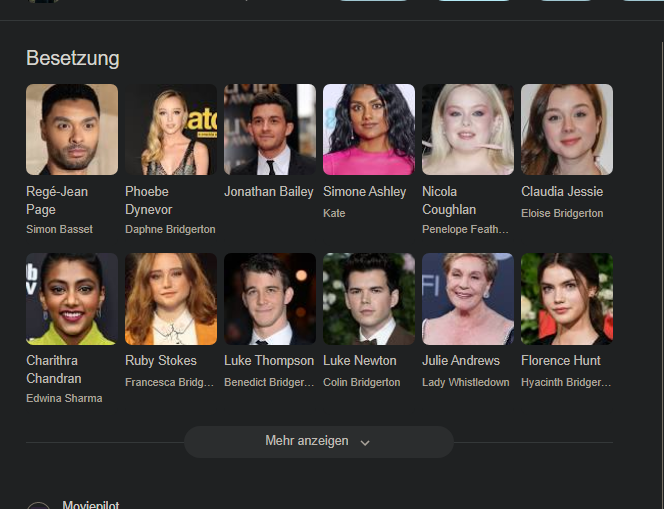 Besetzung
Regé-Jean
Page
Simon Basset
Phoebe
Dynevor
Daphne Bridgerton
Jonathan Bailey
Simone Ashley
Kate
Nicola
Coughlan
Penelope Feath...
Claudia Jessie
Eloise Bridgerton
Charithra
Chandran
Edwina Sharma
Ruby Stokes
Francesca Bridg...
Luke Thompson
Benedict Bridger...
Luke Newton
Colin Bridgerton
Julie Andrews
Lady Whistledown
Florence Hunt
Hyacinth Bridger...
Mehr anzeigen
Moviepilot